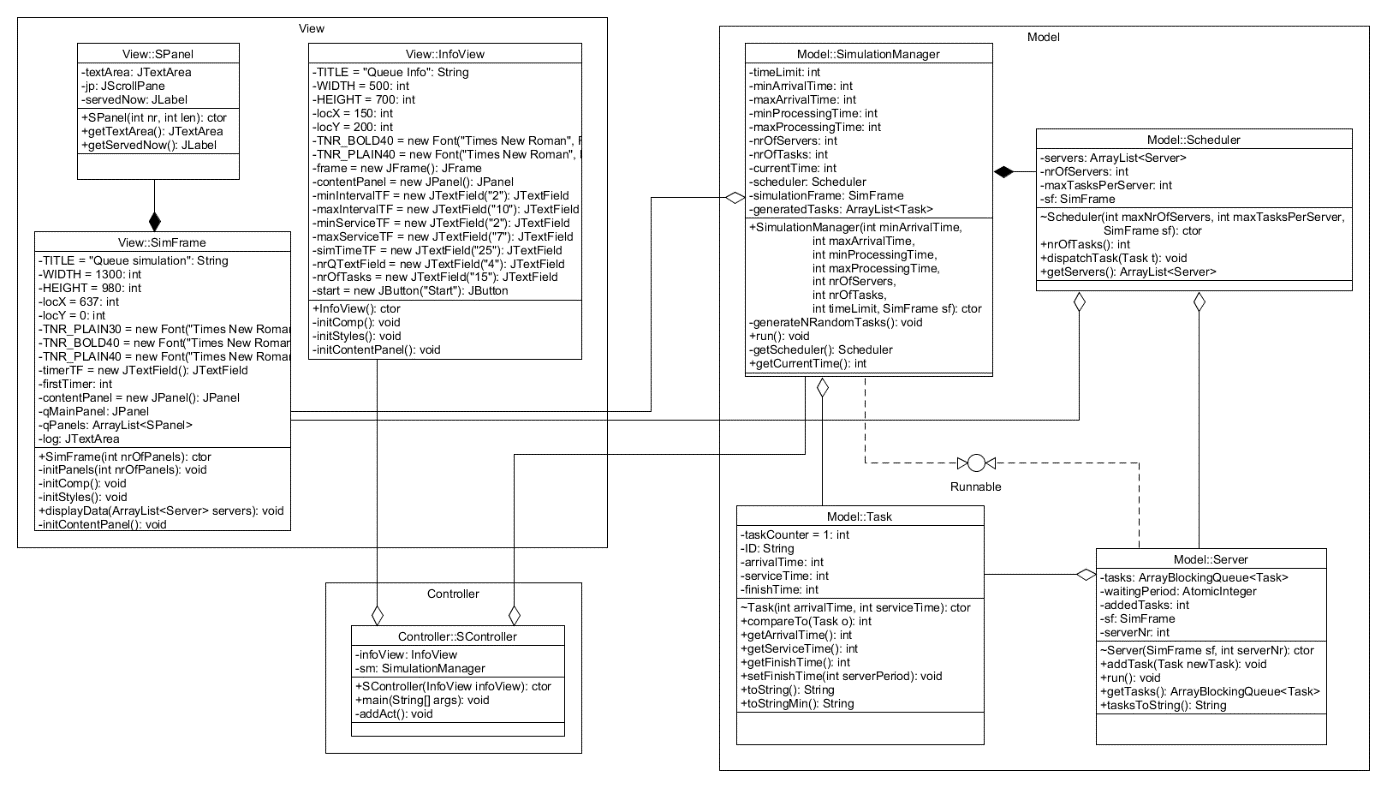 View
View::SPanel
-textArea: JTextArea
-jp: JScrollPane
-servedNow: JLabel
+SPanel(int nr, int len): ctor
+getTextArea(): JTextArea
+getServedNow(): JLabel
View::InfoView
-TITLE = "Queue Info": String
-WIDTH = 500: int
-HEIGHT = 700: int
-locX = 150: int
-locY = 200: int
-TNR_BOLD40 = new Font("Times New Roman", F
-TNR_PLAIN40 = new Font("Times New Roman",
-frame = new JFrame(): JFrame
-contentPanel = new JPanel(): JPanel
-minIntervalTF = new JTextField("2"): JTextField
-maxIntervalTF = new JTextField("10"): JTextField
-minServiceTF = new JTextField("2"): JTextField
-maxServiceTF = new JTextField("7"): JTextField
-simTimeTF = new JTextField("25"): JTextField
-nrQTextField = new JTextField("4"): JTextField
-nrOfTasks = new JTextField("15"): JTextField
-start = new JButton("Start"): JButton
+InfoView(): ctor
-initComp(): void
-initStyles(): void
-initContentPanel(): void
View::SimFrame
-TITLE = "Queue simulation": String
-WIDTH = 1300: int
-HEIGHT = 980: int
-locX = 637: int
-locY = 0: int
-TNR_PLAIN30 = new Font("Times New Roma
-TNR_BOLD40 = new Font("Times New Roma
-TNR_PLAIN40 = new Font("Times New Roma
-timerTF = new JTextField(): JTextField
-firstTimer: int
-contentPanel = new JPanel(): JPanel
-qMainPanel: JPanel
-qPanels: ArrayList<SPanel>
-log: JTextArea
+SimFrame(int nrOfPanels): ctor
-initPanels(int nrOfPanels): void
-initComp(): void
-initStyles(): void
+displayData(ArrayList<Server> servers): void
-initContentPanel(): void
Model
Model::SimulationManager
-timeLimit: int
-minArrivalTime: int
-maxArrivalTime: int
-minProcessingTime: int
-maxProcessingTime: int
-nrOfServers: int
-nrOfTasks: int
-currentTime: int
-scheduler: Scheduler
-simulationFrame: SimFrame
-generatedTasks: ArrayList<Task>
+SimulationManager(int minArrivalTime,
int maxArrivalTime,
int minProcessingTime,
int maxProcessingTime,
int nrOfServers,
int nrOfTasks,
int timeLimit, SimFrame sf): ctor
-generateNRandomTasks(): void
+run(): void
-getScheduler(): Scheduler
+getCurrentTime(): int
Model::Scheduler
-servers: ArrayList<Server>
-nrOfServers: int
-maxTasksPerServer: int
-sf: SimFrame
~Scheduler(int maxNrOfServers, int maxTasksPerServer,
SimFrame sf): ctor
+nrOfTasks(): int
+dispatchTask(Task t): void
+getServers(): ArrayList<Server>
Runnable
Model::Task
-taskCounter = 1: int
-ID: String
-arrivalTime: int
-serviceTime: int
-finishTime: int
~Task(int arrivalTime, int serviceTime): ctor
+compareTo(Task o): int
+getArrivalTime(): int
+getServiceTime(): int
+getFinishTime(): int
+setFinishTime(int serverPeriod): void
+toString(): String
+toStringMin(): String
Model::Server
-tasks: ArrayBlockingQueue<Task>
-waitingPeriod: AtomicInteger
-addedTasks: int
-sf: SimFrame
-serverNr: int
~Server(SimFrame sf, int serverNr): ctor
+addTask(Task newTask): void
+run(): void
+getTasks(): ArrayBlockingQueue<Task>
+tasksToString(): String
Controller
Controller::SController
-infoView: InfoView
-sm: SimulationManager
+SController(InfoView infoView): ctor
+main(String[] args): void
-addAct(): void